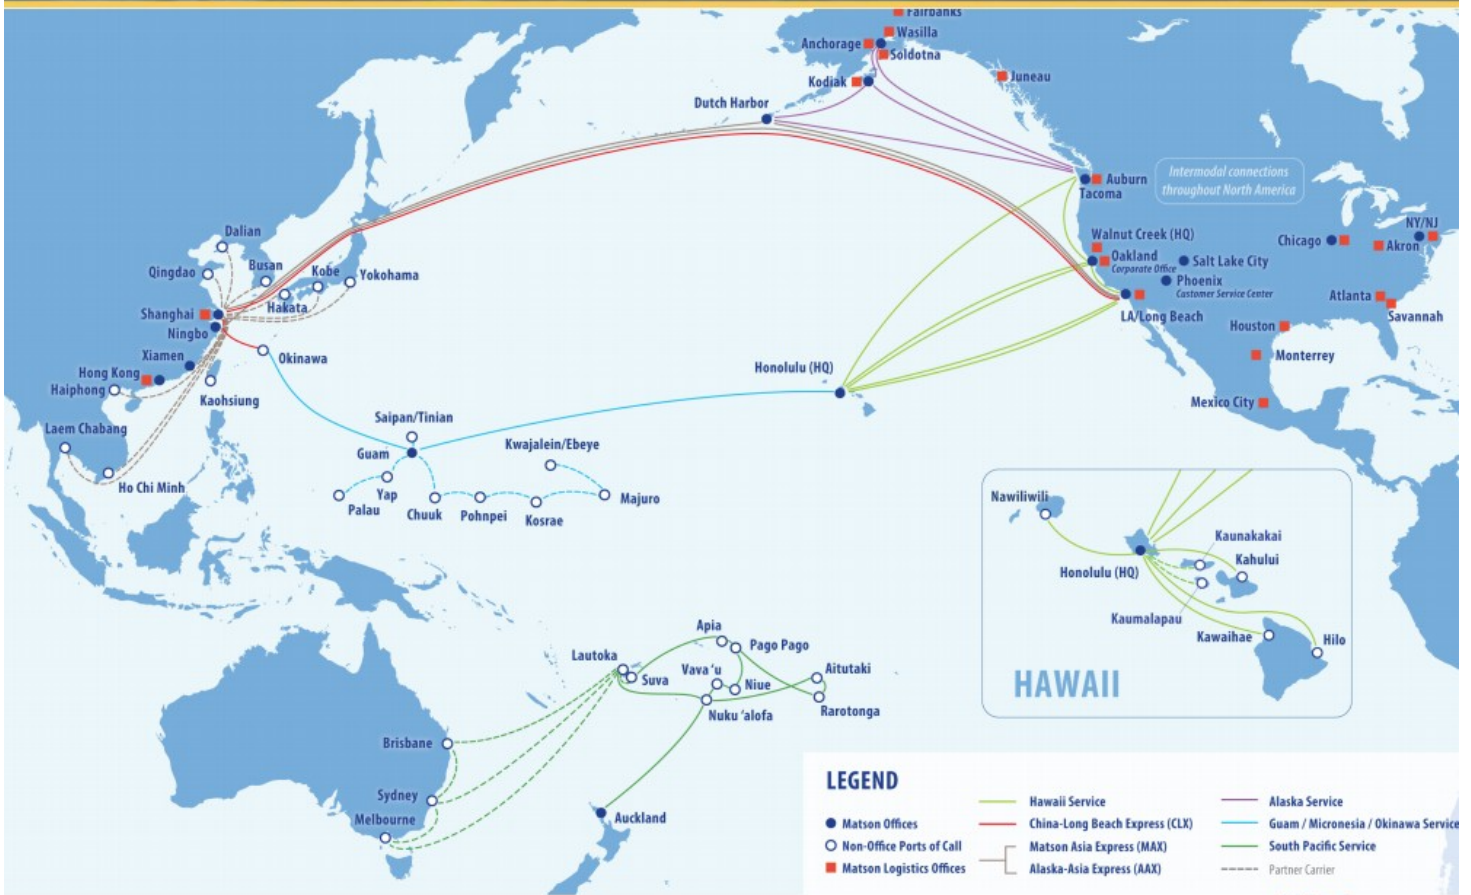 Fairbanks
Wasilla
Anchorage
Soldotna
Kodiak
Juneau
Dutch Harbor
Intermodal connections
throughout North America
Auburn
Tacoma
Dalian
Walnut Creek (HQ)
NY/NJ
Chicago
Akron
Qingdao
Busan
Kobe
Yokohama
Oakland
Corporate Office
Salt Lake City
Phoenix
Customer Service Center
Hakata
Shanghai
LA/Long Beach
Atlanta
Savannah
Ningbo
Houston
Xiamen
Okinawa
Monterrey
Hong Kong
Honolulu (HQ)
Haiphong
Kaohsiung
Mexico City
Saipan/Tinian
Laem Chabang
Guam
Kwajalein/Ebeye
Ho Chi Minh
Yap
Palau
Chuuk
Pohnpei
Kosrae
Majuro
Nawiliwili
Kaunakakai
Honolulu (HQ)
Kahului
Kaumalapau
Kawaihae
Hilo
HAWAII
Apia
Pago Pago
Lautoka
Suva
Vava ‘u
Niue
Aitutaki
Nuku ‘alofa
Rarotonga
Brisbane
Sydney
Melbourne
Auckland
LEGEND
Matson Offices
Non-Office Ports of Call
Matson Logistics Offices
Hawaii Service
China-Long Beach Express (CLX)
Matson Asia Express (MAX)
Alaska-Asia Express (AAX)
Alaska Service
Guam / Micronesia / Okinawa Service
South Pacific Service
Partner Carrier